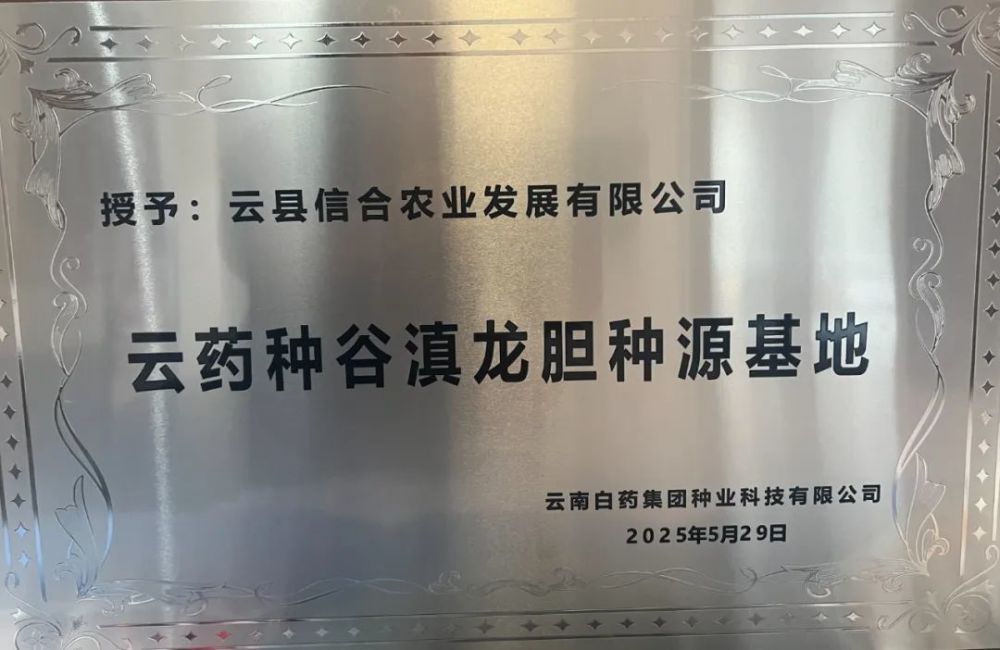 授予：云县信合农业发展有限公司
云药种谷滇龙胆种源基地
云南白药集团种业科技有限公司
2025年5月29日